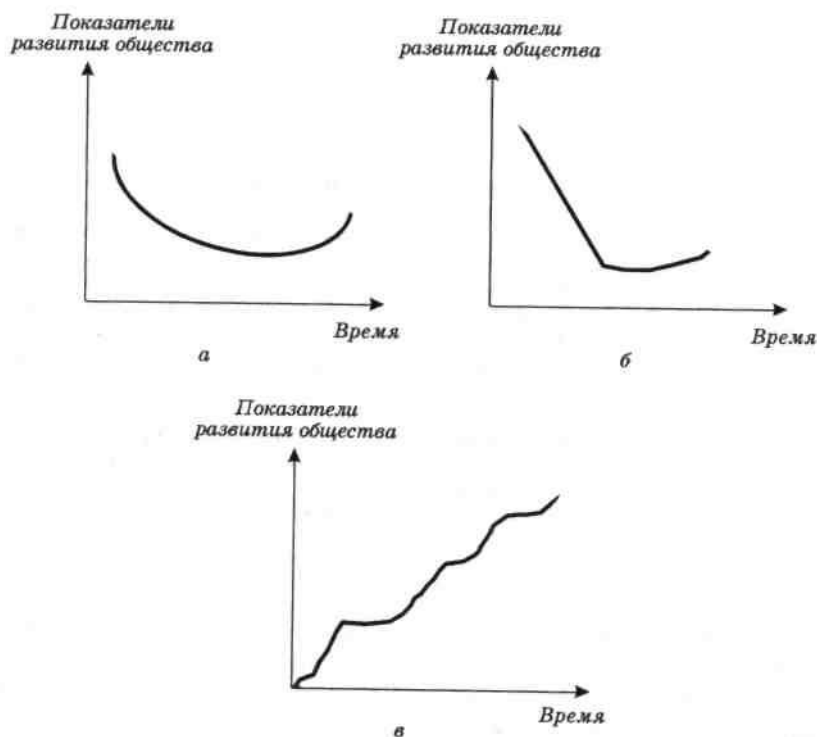 Показатели
развития общества
Время
а
Показатели
развития общества
Время
б
Показатели
развития общества
Время
в